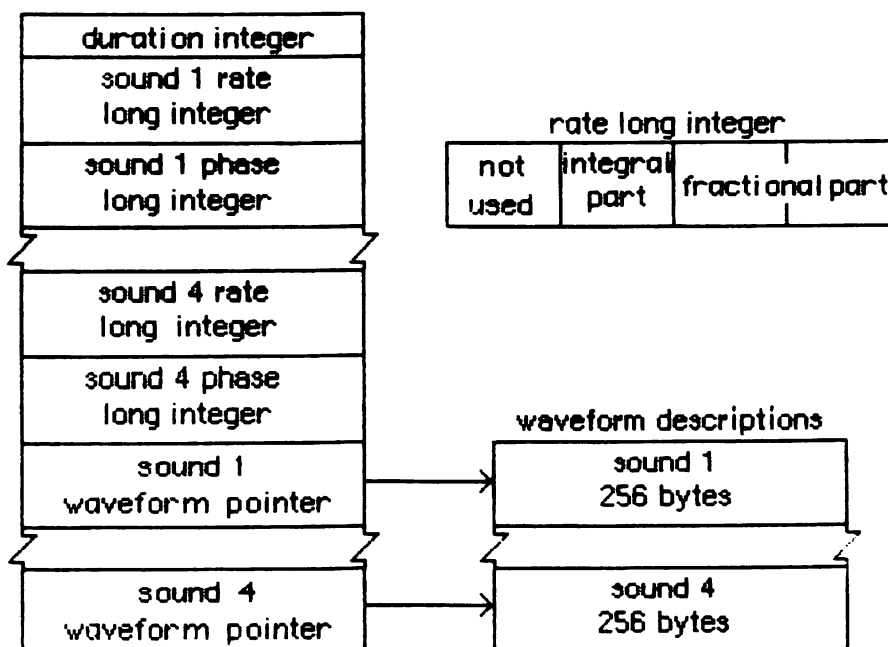 duration integer
sound 1 rate
long integer
sound 1 phase
long integer
sound 4 rate
long integer
sound 4 phase
long integer
sound 1
waveform pointer
sound 4
waveform pointer
rate long integer
not
used
integral
part
fractional part
waveform descriptions
sound 1
256 bytes
sound 4
256 bytes